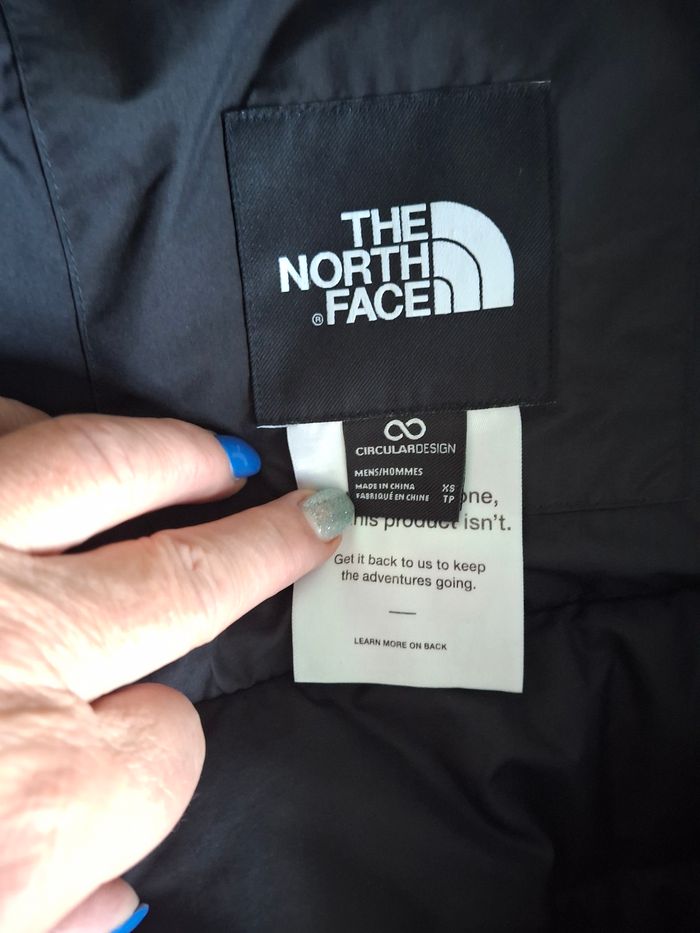 THE
NORTH
FACE
®
CIRCULARDESIGN
MENS/HOMMES
MADE IN CHINA XS
FABRIQUÉ EN CHINE TP
product isn't.
Get it back to us to keep
the adventures going.
LEARN MORE ON BACK